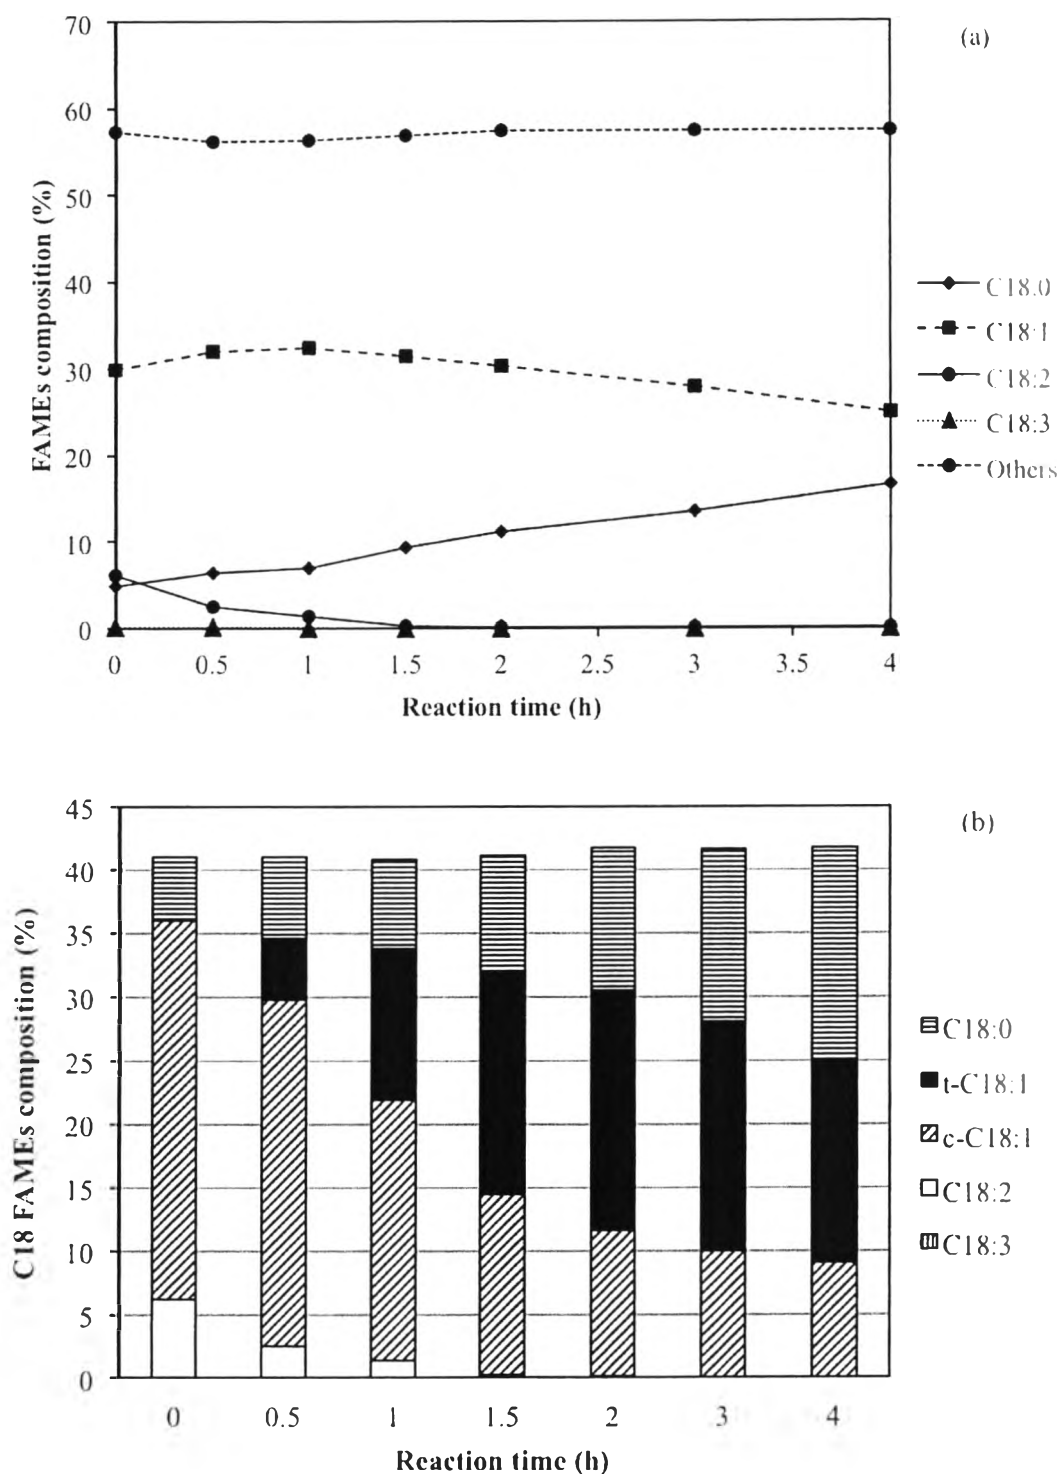 (a)
FAMEs composition (%)
70
60
50
40
30
20
10
0
0 0.5 1 1.5 2 2.5 3 3.5 4
Reaction time (h)
C18:0
C18:1
C18:2
C18:3
Others
(b)
C18 FAMEs composition (%)
45
40
35
30
25
20
15
10
5
0
0 0.5 1 1.5 2 3 4
Reaction time (h)
C18:0
t-C18:1
c-C18:1
C18:2
C18:3